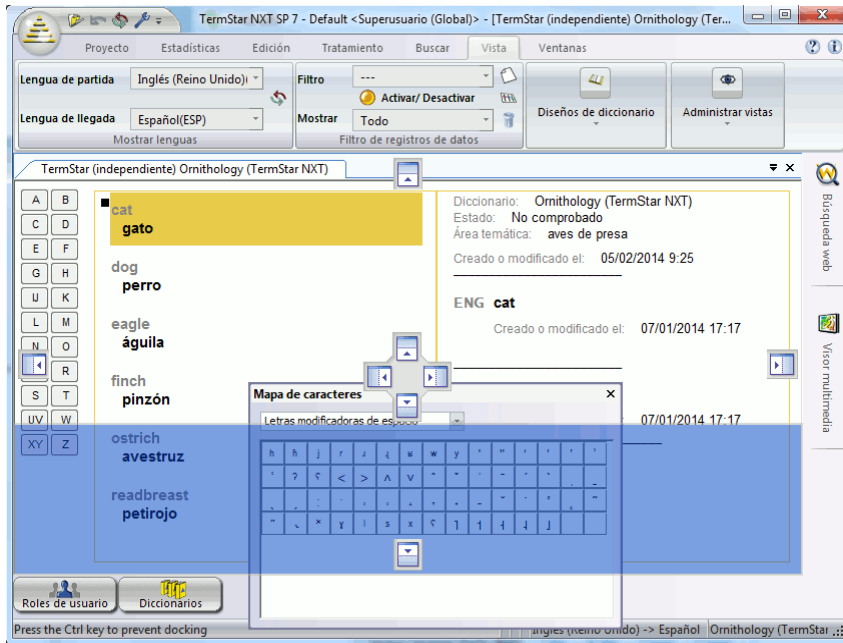 TermStar NXT SP 7 - Default <Superusuario (Global)> - [TermStar (independiente) Ornithology (Ter...
Proyecto Estadísticas Edición Tratamiento Buscar Vista Ventanas
Lengua de partida Inglés (Reino Unido)( Filtro ---
Activar/ Desactivar
Lengua de llegada Español(ESP) Mostrar Todo
Diseños de diccionario Administrar vistas
Mostrar lenguas Filtro de registros de datos
TermStar (independiente) Ornithology (TermStar NXT)
A B
C D
E F
G H
IJ K
L M
N O
R
S T
UV W
XY Z
cat
gato
dog
perro
eagle
águila
finch
pinzón
ostrich
avestruz
readbreast
petirojo
Diccionario: Ornithology (TermStar NXT)
Estado: No comprobado
Área temática: aves de presa
Creado o modificado el: 05/02/2014 9:25
ENG cat
Creado o modificado el: 07/01/2014 17:17
07/01/2014 17:17
Búsqueda web
Visor multimedia
Mapa de caracteres
Letras modificadoras de espacio
Roles de usuario Diccionarios
Press the Ctrl key to prevent docking
Inglés (Reino Unido) -> Español Ornithology (TermStar